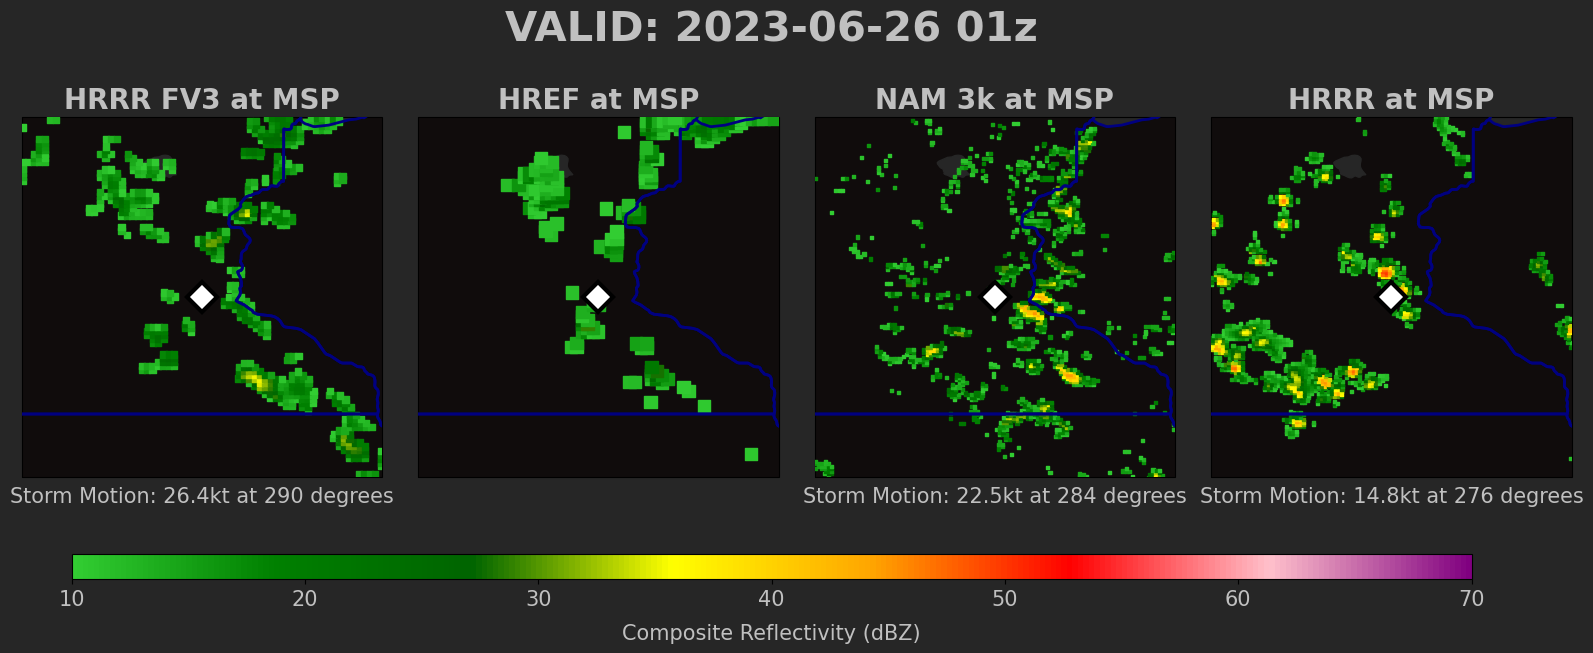 VALID: 2023-06-26 01z
HRRR FV3 at MSP
HREF at MSP
NAM 3k at MSP
HRRR at MSP
Storm Motion: 26.4kt at 290 degrees
Storm Motion: 22.5kt at 284 degrees
Storm Motion: 14.8kt at 276 degrees
10 20 30 40 50 60 70
Composite Reflectivity (dBZ)